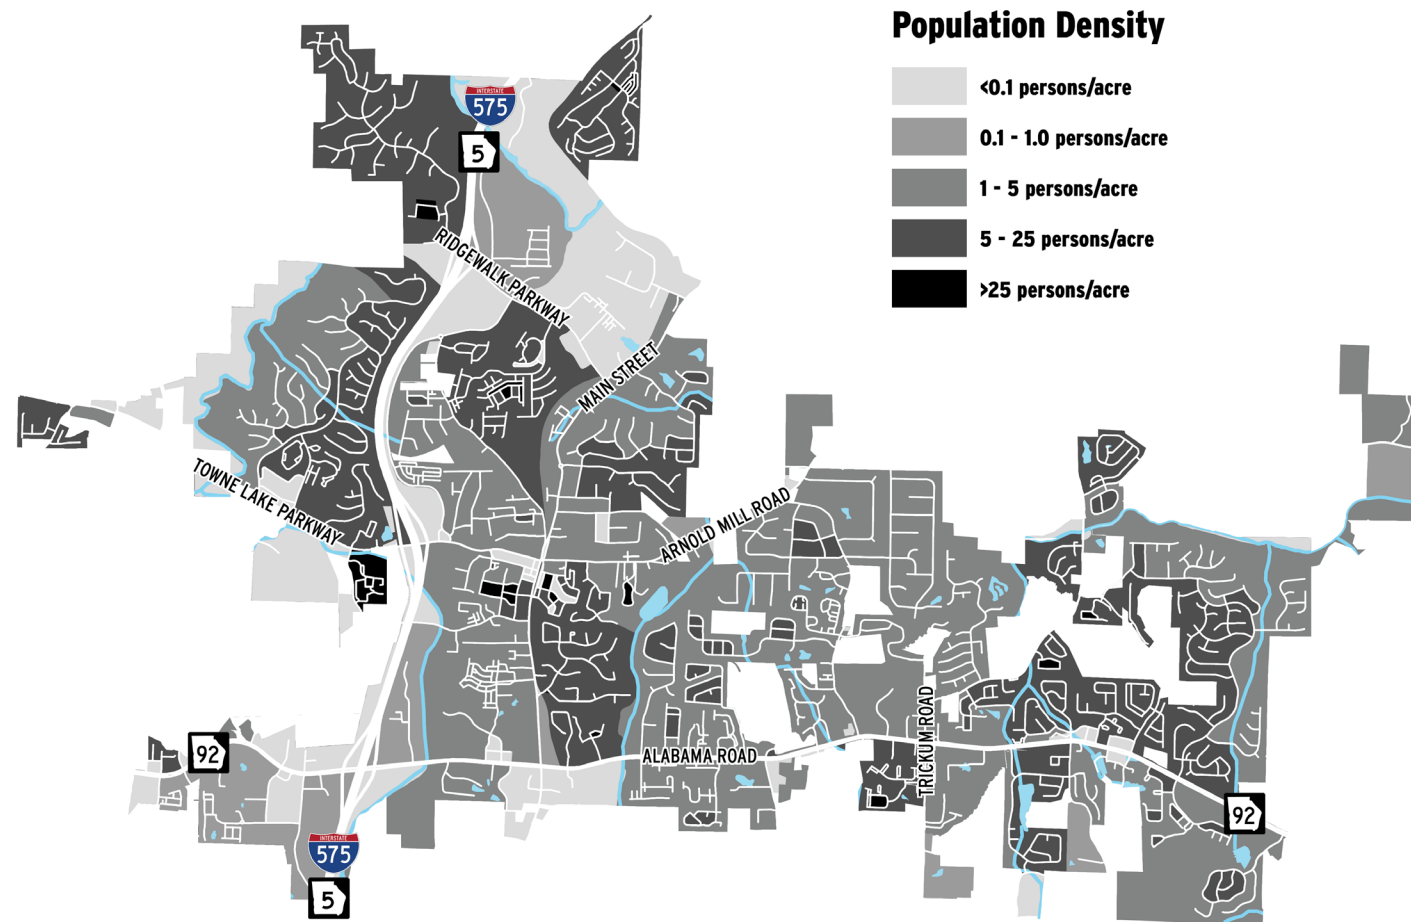 Population Density
<0.1 persons/acre
0.1 - 1.0 persons/acre
1 - 5 persons/acre
5 - 25 persons/acre
>25 persons/acre
INTERSTATE
575
5
RIDGEWALK PARKWAY
MAIN STREET
TOWNE LAKE PARKWAY
ARNOLD MILL ROAD
TRICKUM ROAD
ALABAMA ROAD
92
92
INTERSTATE
575
5